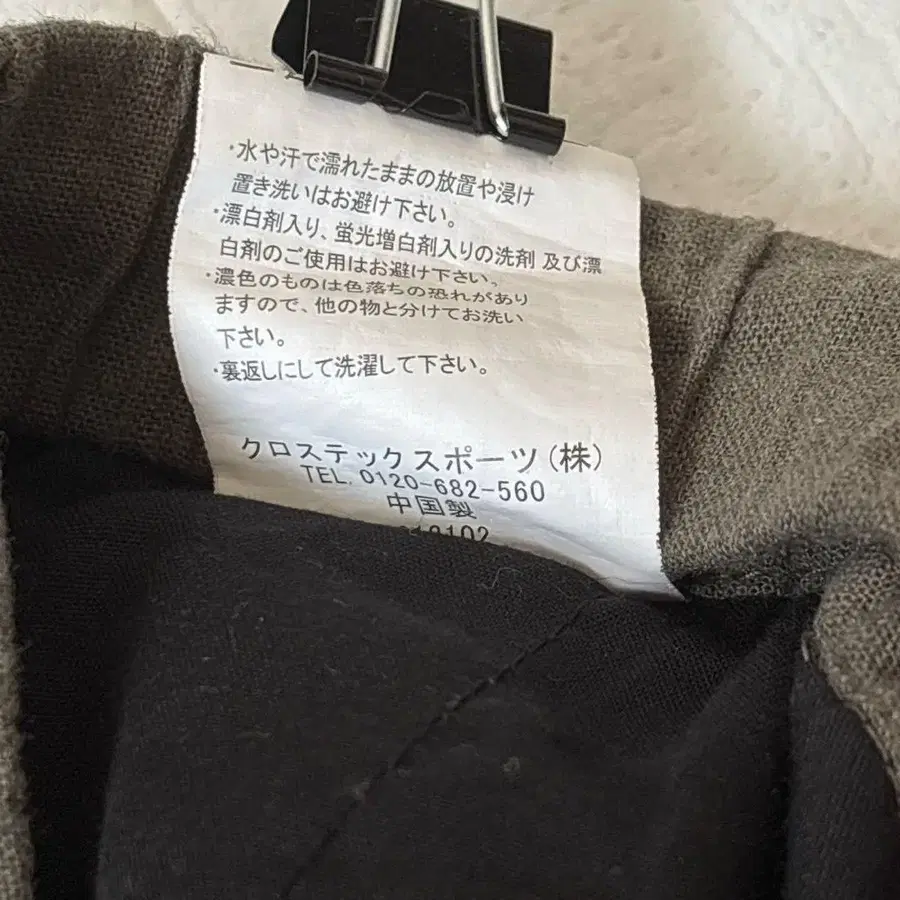 ・水や汗で濡れたままの放置や浸け
置き洗いはお避け下さい。
・漂白剤入り、蛍光増白剤入りの洗剤 及び漂
白剤のご使用はお避け下さい。
・濃色のものは色落ちの恐れがあり
ますので、他の物と分けてお洗い
下さい。
・裏返しにして洗濯して下さい。
クロステックスポーツ(株)
TEL. 0120-682-560
中国製